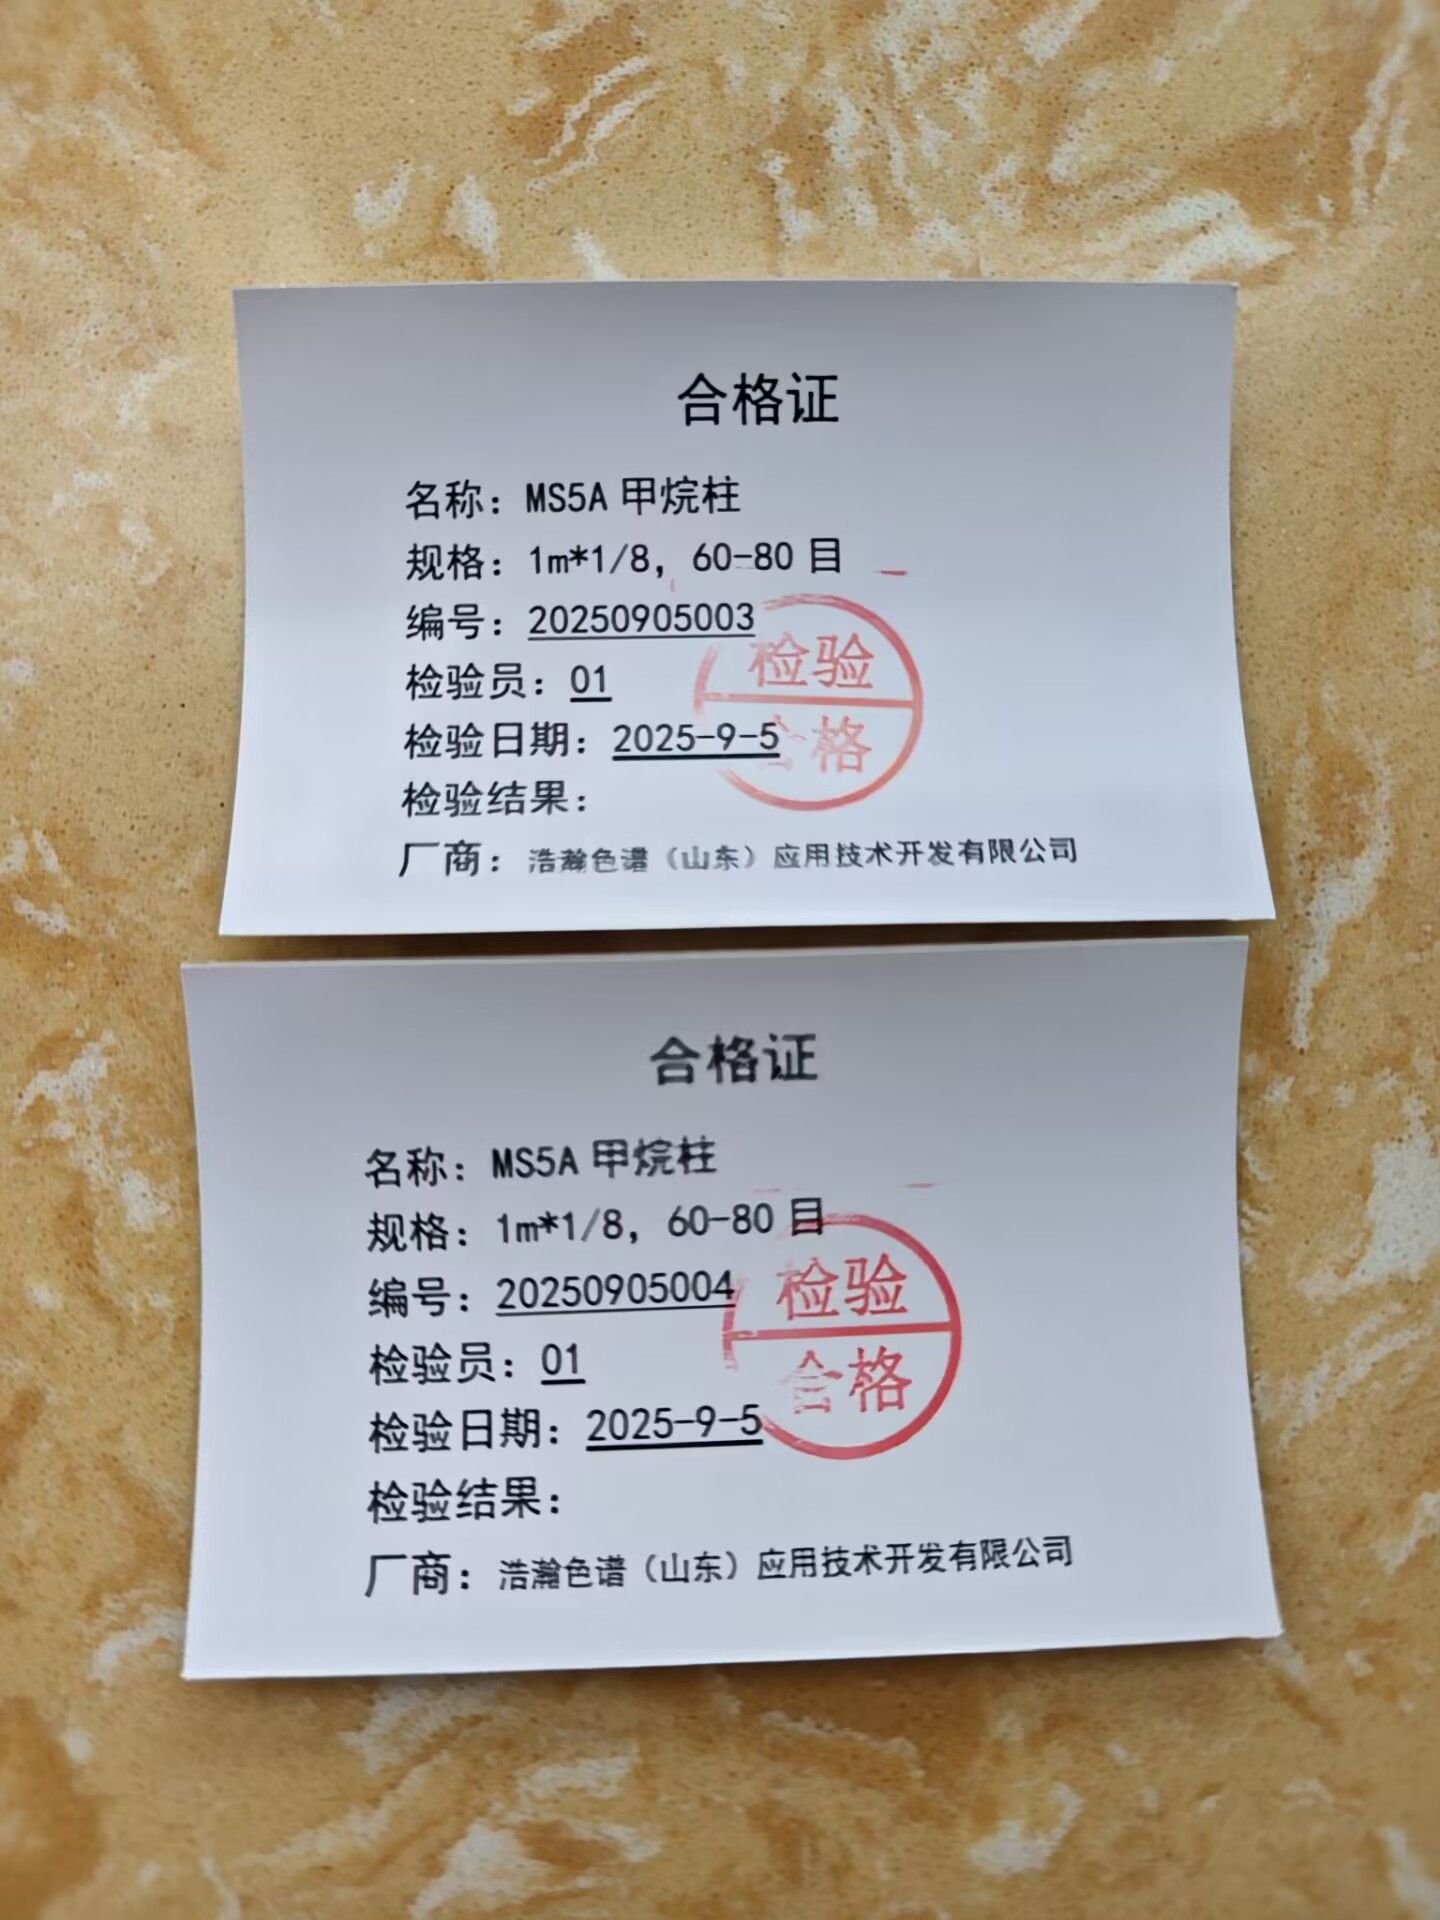 合格证
名称：MS5A 甲烷柱
规格：1m*1/8，60-80 目
编号：20250905003
检验员：01
检验日期：2025-9-5
检验结果：
厂商：浩瀚色谱（山东）应用技术开发有限公司
检验
合格
合格证
名称：MS5A 甲烷柱
规格：1m*1/8，60-80 目
编号：20250905004
检验员：01
检验日期：2025-9-5
检验结果：
厂商：浩瀚色谱（山东）应用技术开发有限公司
检验
合格